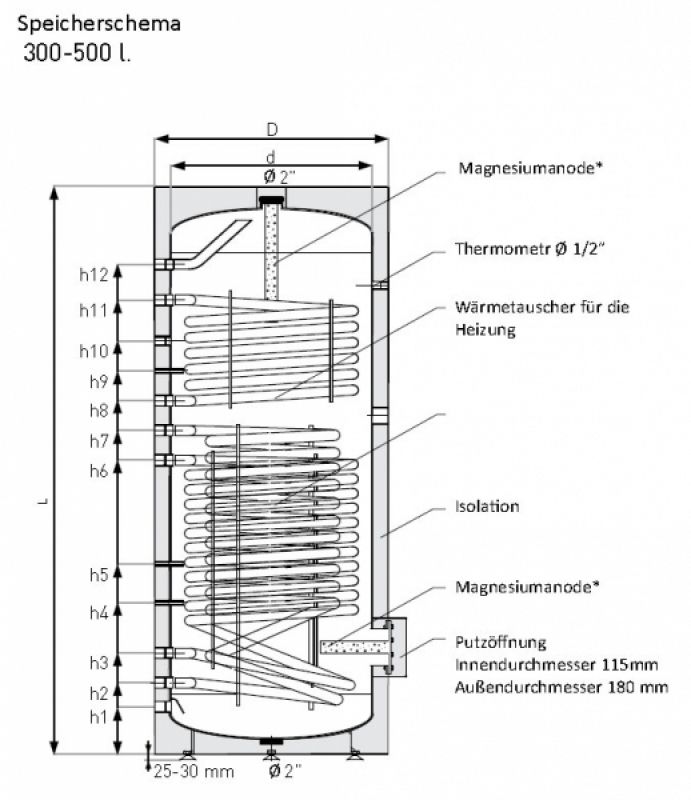 Speicherschema
300-500 l.
D
d
Ø 2"
Magnesiumanode*
Thermometr Ø 1/2"
h12
h11
Wärmetauscher für die
Heizung
h10
h9
h8
h7
h6
L
Isolation
h5
Magnesiumanode*
h4
Putzöffnung
Innendurchmesser 115mm
Außendurchmesser 180 mm
h3
h2
h1
25-30 mm
Ø 2"